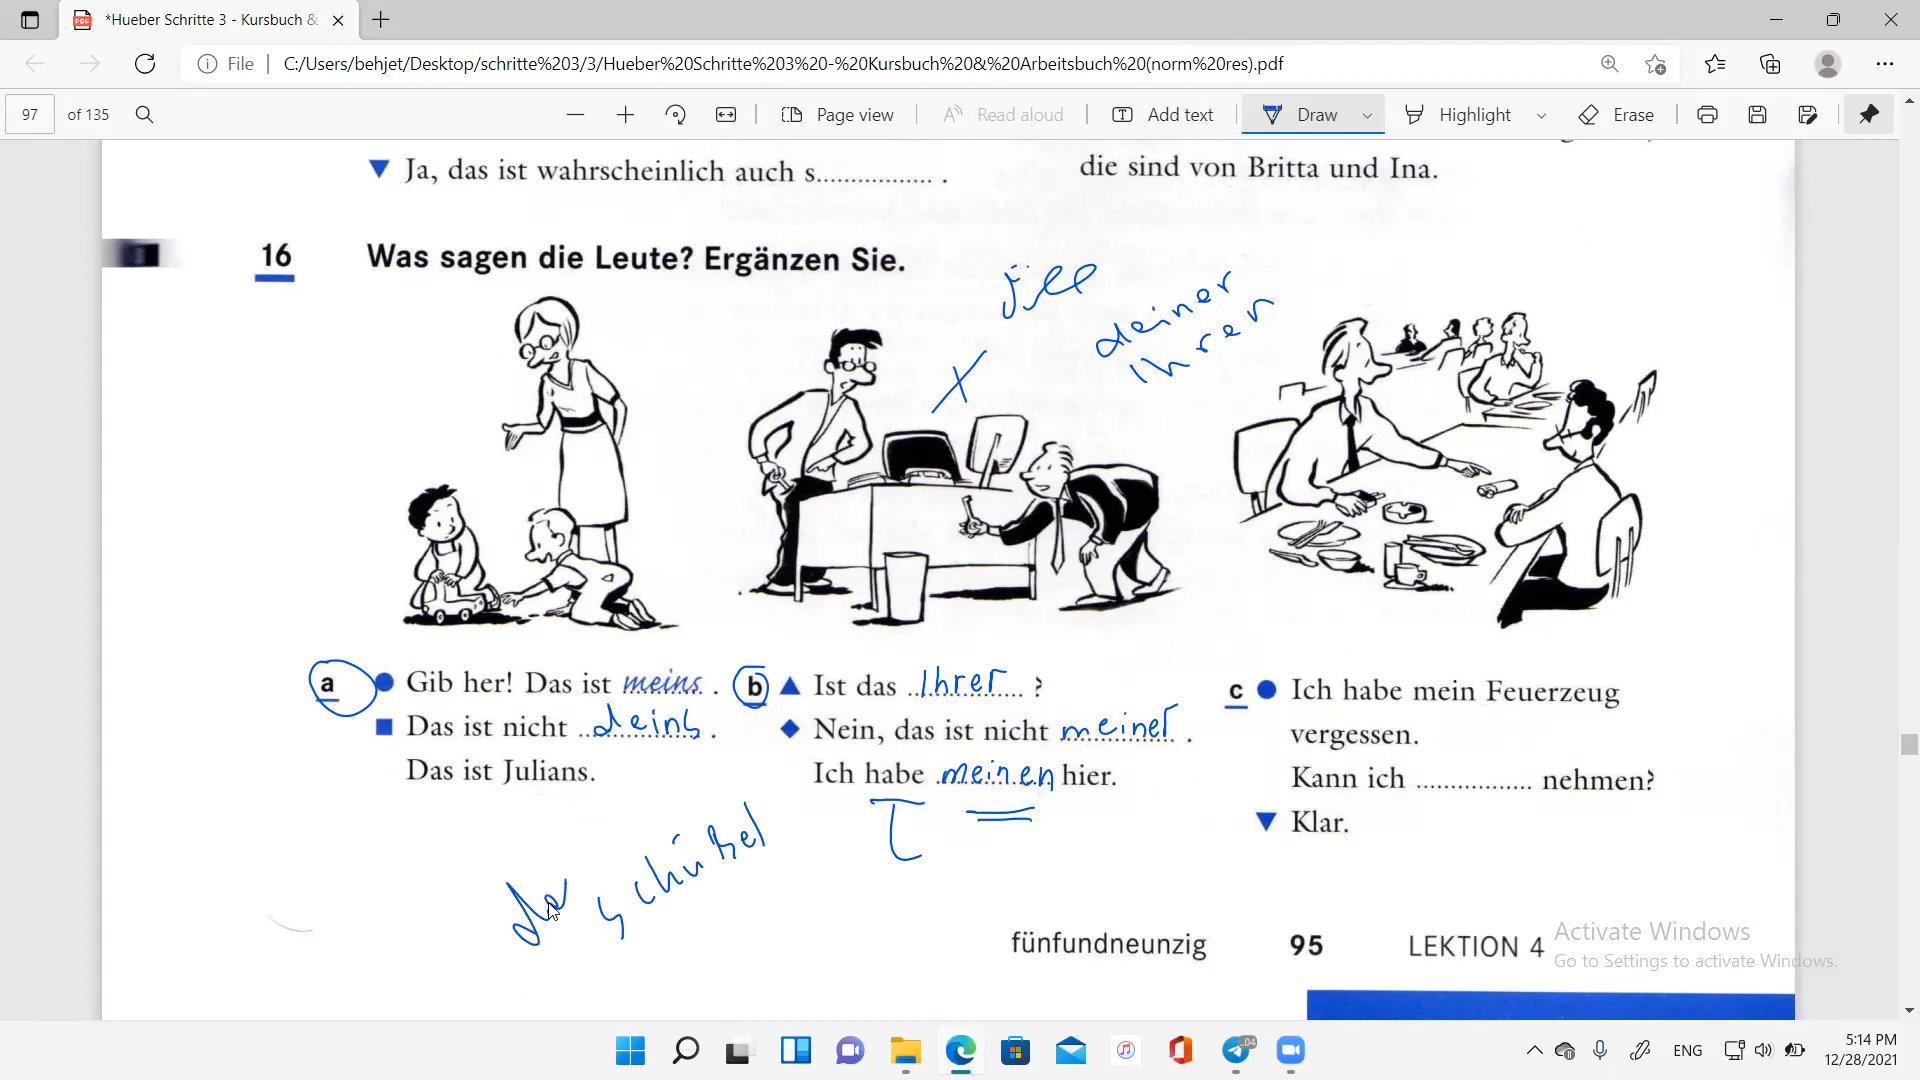 *Hueber Schritte 3 - Kursbuch &
File
C:/Users/behjet/Desktop/schritte%203/3/Hueber%20Schritte%203%20-%20Kursbuch%20&%20Arbeitsbuch%20(norm%20res).pdf
97 of 135
Page view
Read aloud
Add text
Draw
Highlight
Erase
Ja, das ist wahrscheinlich auch s................ .
die sind von Britta und Ina.
16 Was sagen die Leute? Ergänzen Sie.
deiner
Ihrer
a Gib her! Das ist meins .
Das ist nicht deins .
Das ist Julians.
b Ist das Ihrer ?
Nein, das ist nicht meiner .
Ich habe meinen hier.
c Ich habe mein Feuerzeug
vergessen.
Kann ich ................ nehmen?
Klar.
fünfundneunzig 95 LEKTION 4
Activate Windows
Go to Settings to activate Windows.
04
ENG
5:14 PM
12/28/2021